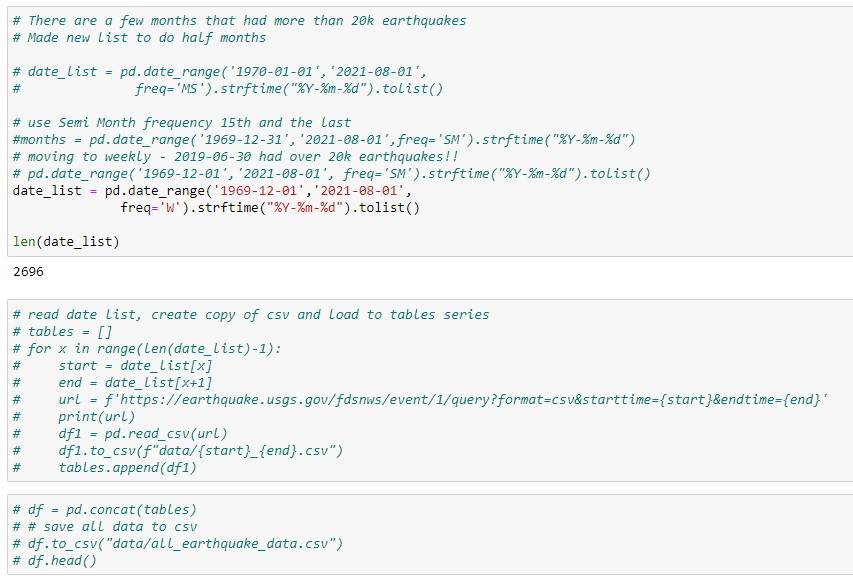 # There are a few months that had more than 20k earthquakes
# Made new list to do half months
# date_list = pd.date_range('1970-01-01','2021-08-01',
#                freq='MS').strftime("%Y-%m-%d").tolist()
# use Semi Month frequency 15th and the last
#months = pd.date_range('1969-12-31','2021-08-01',freq='SM').strftime("%Y-%m-%d")
# moving to weekly - 2019-06-30 had over 20k earthquakes!!
# pd.date_range('1969-12-01','2021-08-01', freq='SM').strftime("%Y-%m-%d").tolist()
date_list = pd.date_range('1969-12-01','2021-08-01',
              freq='W').strftime("%Y-%m-%d").tolist()
len(date_list)
2696
# read date list, create copy of csv and load to tables series
# tables = []
# for x in range(len(date_list)-1):
#     start = date_list[x]
#     end = date_list[x+1]
#     url = f'https://earthquake.usgs.gov/fdsnws/event/1/query?format=csv&starttime={start}&endtime={end}'
#     print(url)
#     df1 = pd.read_csv(url)
#     df1.to_csv(f"data/{start}_{end}.csv")
#     tables.append(df1)
# df = pd.concat(tables)
# # save all data to csv
# df.to_csv("data/all_earthquake_data.csv")
# df.head()